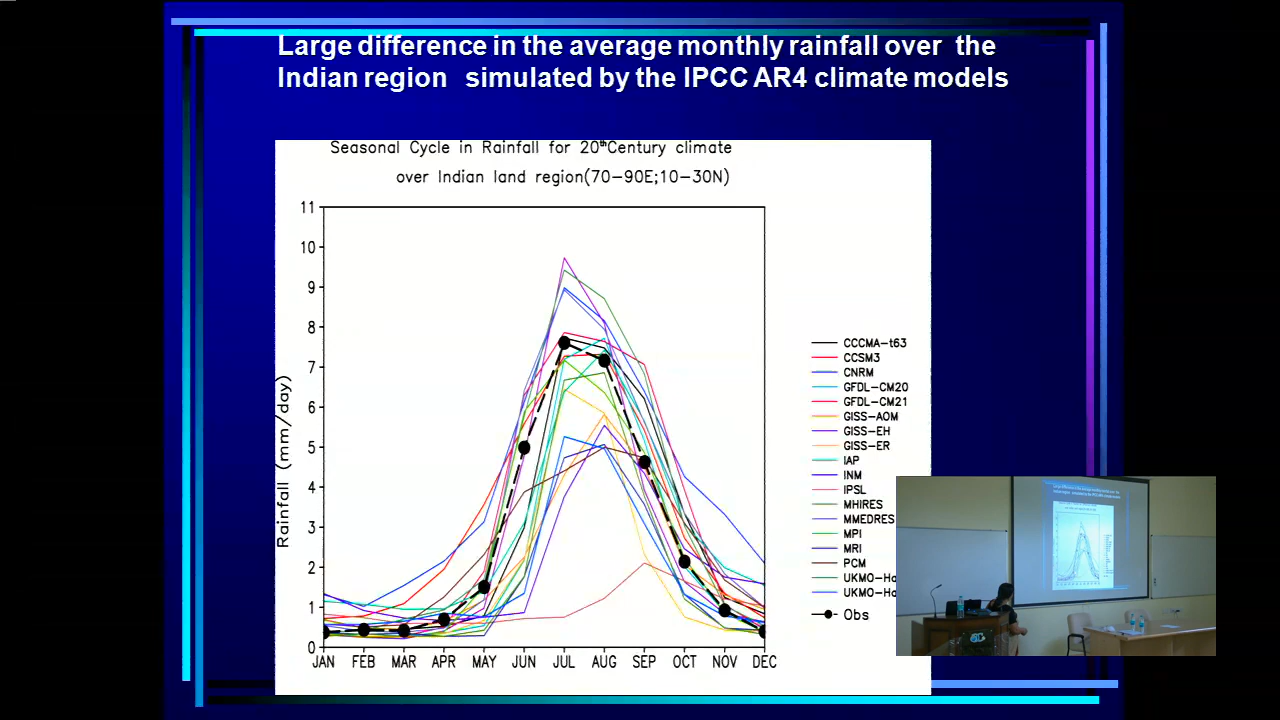 Large difference in the average monthly rainfall over the
Indian region simulated by the IPCC AR4 climate models
Seasonal Cycle in Rainfall for 20thCentury climate
over Indian land region(70-90E;10-30N)
Rainfall (mm/day)
11
10
9
8
7
6
5
4
3
2
1
0
JAN FEB MAR APR MAY JUN JUL AUG SEP OCT NOV DEC
CCCMA-t63
CCSM3
CNRM
GFDL-CM20
GFDL-CM21
GISS-AOM
GISS-EH
GISS-ER
IAP
INM
IPSL
MHIRES
MMEDRES
MPI
MRI
PCM
UKMO-Ha
UKMO-Ha
Obs